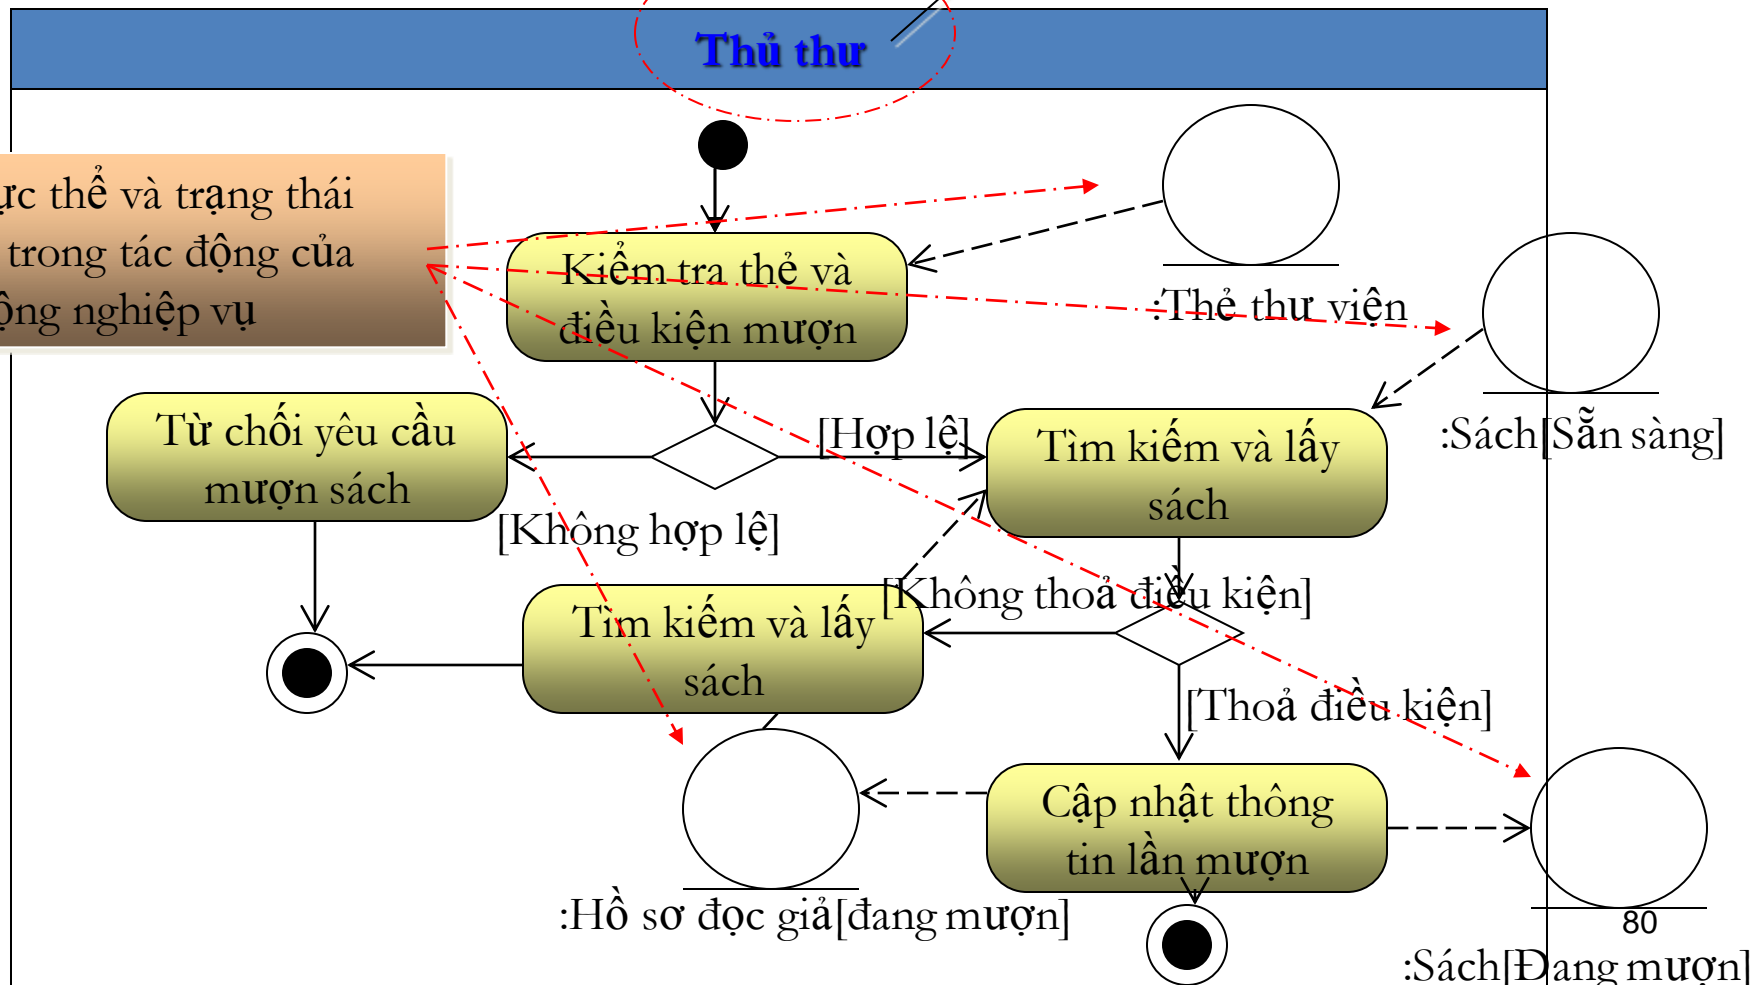 Thủ thư
ực thể và trạng thái
trong tác động của
ộng nghiệp vụ
Kiểm tra thẻ và
điều kiện mượn
:Thẻ thư viện
Từ chối yêu cầu
mượn sách
[Hợp lệ]
Tìm kiếm và lấy
sách
:Sách[Sẵn sàng]
[Không hợp lệ]
[Không thoả điều kiện]
Tìm kiếm và lấy
sách
[Thoả điều kiện]
Cập nhật thông
tin lần mượn
:Hồ sơ đọc giả[đang mượn]
80
:Sách[Đang mượn]